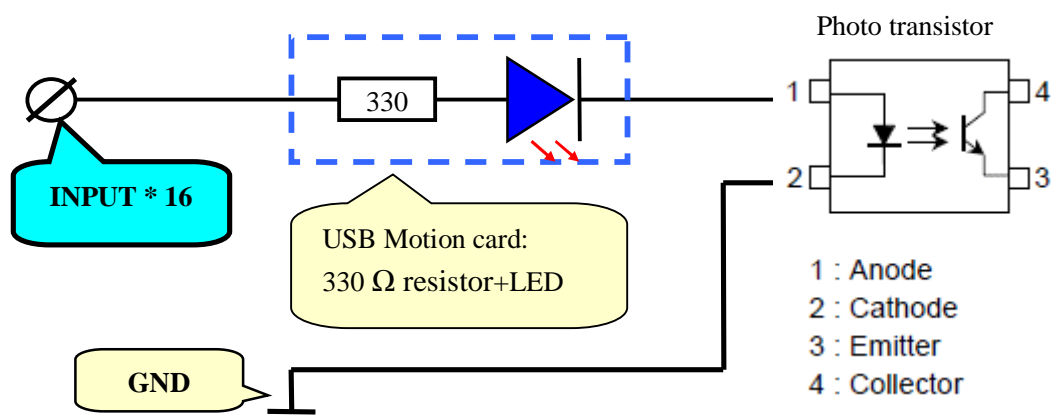 Photo transistor
330
1
4
2
3
INPUT * 16
USB Motion card:
330 Ω resistor+LED
GND
1 : Anode
2 : Cathode
3 : Emitter
4 : Collector